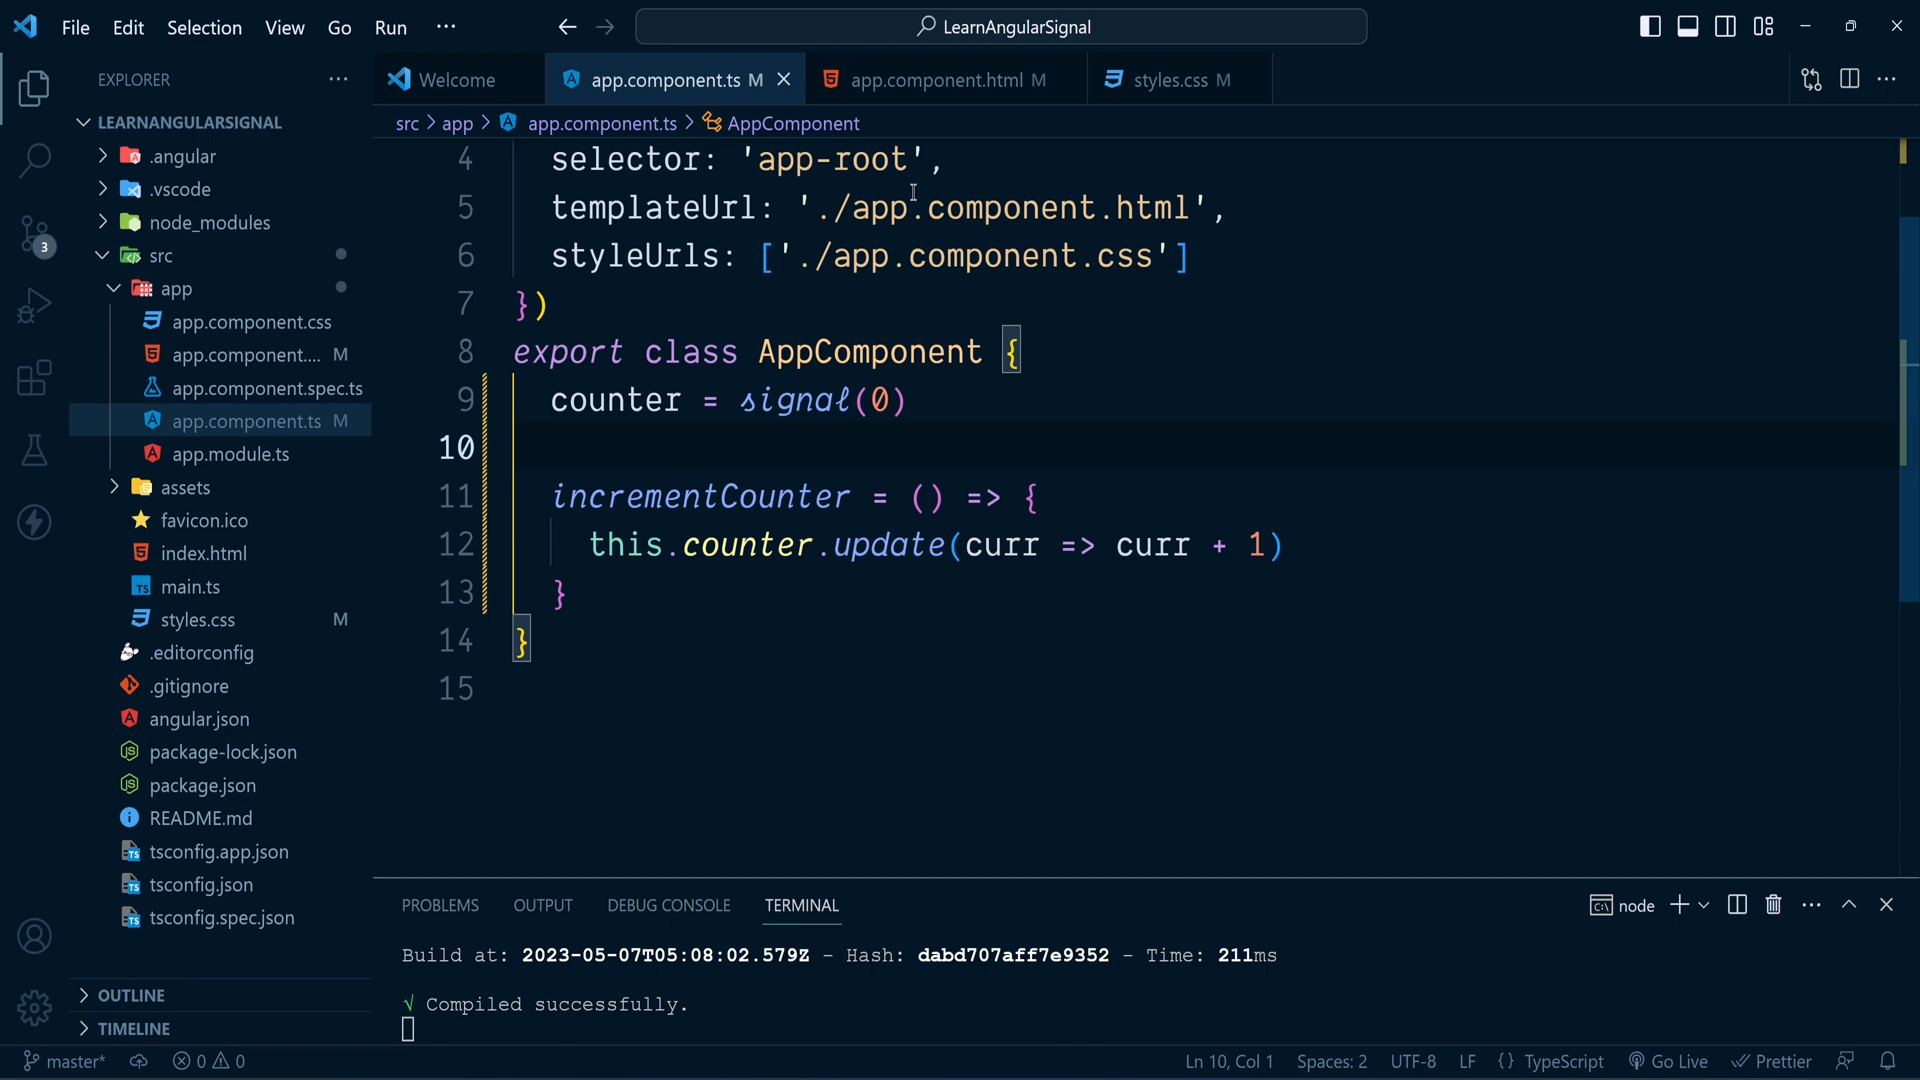 File Edit Selection View Go Run ··· LearnAngularSignal
EXPLORER ···
Welcome app.component.ts M app.component.html M styles.css M ···
LEARNANGULARSIGNAL
src > app > app.component.ts > AppComponent
.angular
.vscode
node_modules
src
app
app.component.css
app.component.... M
app.component.spec.ts
app.component.ts M
app.module.ts
assets
favicon.ico
index.html
main.ts
styles.css M
.editorconfig
.gitignore
angular.json
package-lock.json
package.json
README.md
tsconfig.app.json
tsconfig.json
tsconfig.spec.json
OUTLINE
TIMELINE
3
4 selector: 'app-root',
5 templateUrl: './app.component.html',
6 styleUrls: ['./app.component.css']
7 })
8 export class AppComponent {
9 counter = signal(0)
10
11 incrementCounter = () => {
12 this.counter.update(curr => curr + 1)
13 }
14 }
15
PROBLEMS OUTPUT DEBUG CONSOLE TERMINAL node ···
Build at: 2023-05-07T05:08:02.579Z - Hash: dabd707aff7e9352 - Time: 211ms
√ Compiled successfully.
master* 0 0 Ln 10, Col 1 Spaces: 2 UTF-8 LF {} TypeScript Go Live Prettier